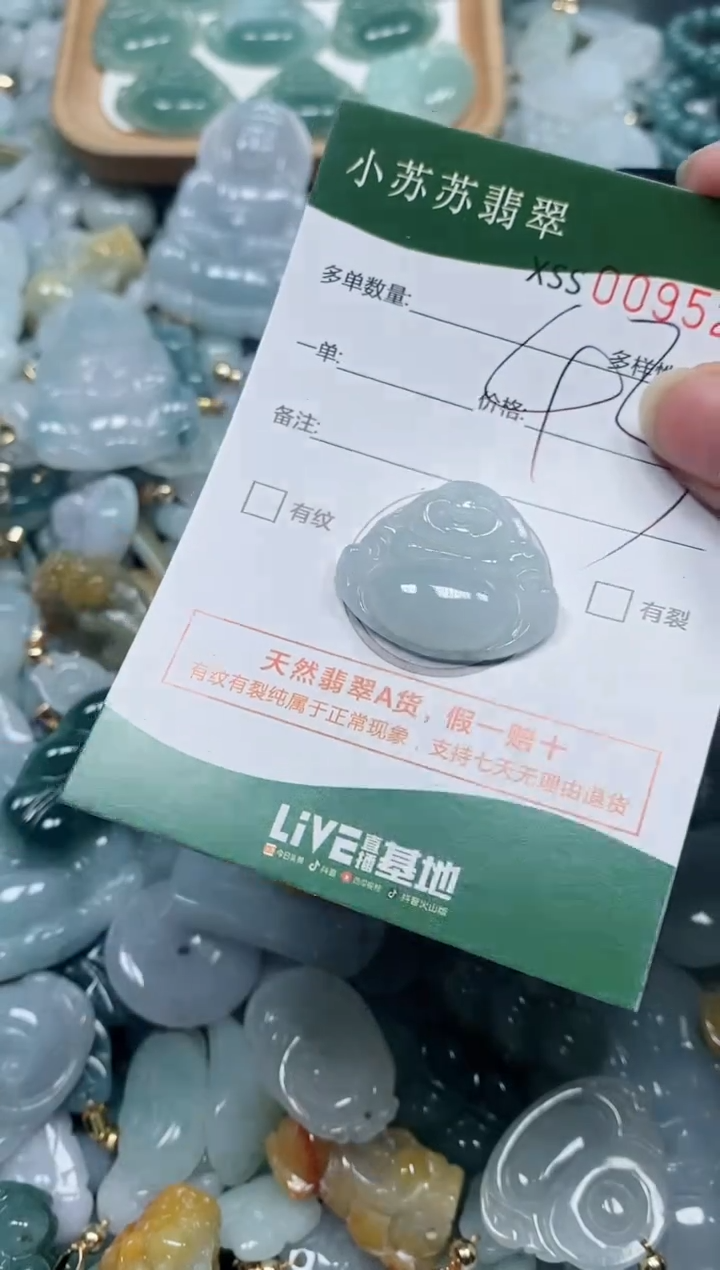 小苏苏翡翠
XSS 0095
多单数量:
多样
一单:
价格:
备注:
有纹
有裂
天然翡翠A货，假一赔十
有纹有裂纯属于正常现象，支持七天无理由退货
LiVE直播基地
今日头条 抖音 西瓜视频 抖音火山版